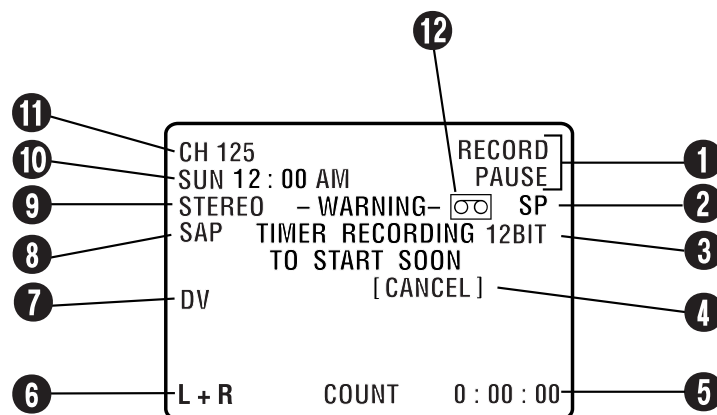 12
11
CH 125
RECORD
1
10
SUN 12 : 00 AM
PAUSE
9
STEREO
– WARNING–
SP
2
8
SAP
TIMER RECORDING
12BIT
3
TO START SOON
7
DV
[ CANCEL ]
4
6
L + R
COUNT
0 : 00 : 00
5